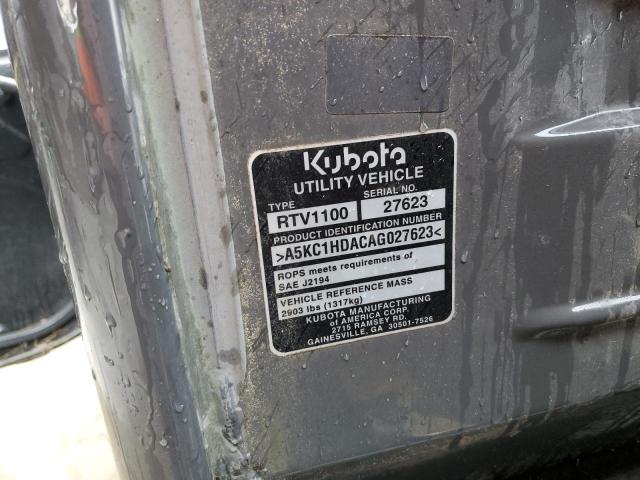 Kubota
UTILITY VEHICLE
TYPE SERIAL NO.
RTV1100 27623
PRODUCT IDENTIFICATION NUMBER
>A5KC1HDACAG027623<
ROPS meets requirements of
SAE J2194
VEHICLE REFERENCE MASS
2903 lbs (1317kg)
KUBOTA MANUFACTURING
of AMERICA CORP.
2715 RAMSEY RD.
GAINESVILLE, GA 30501-7526